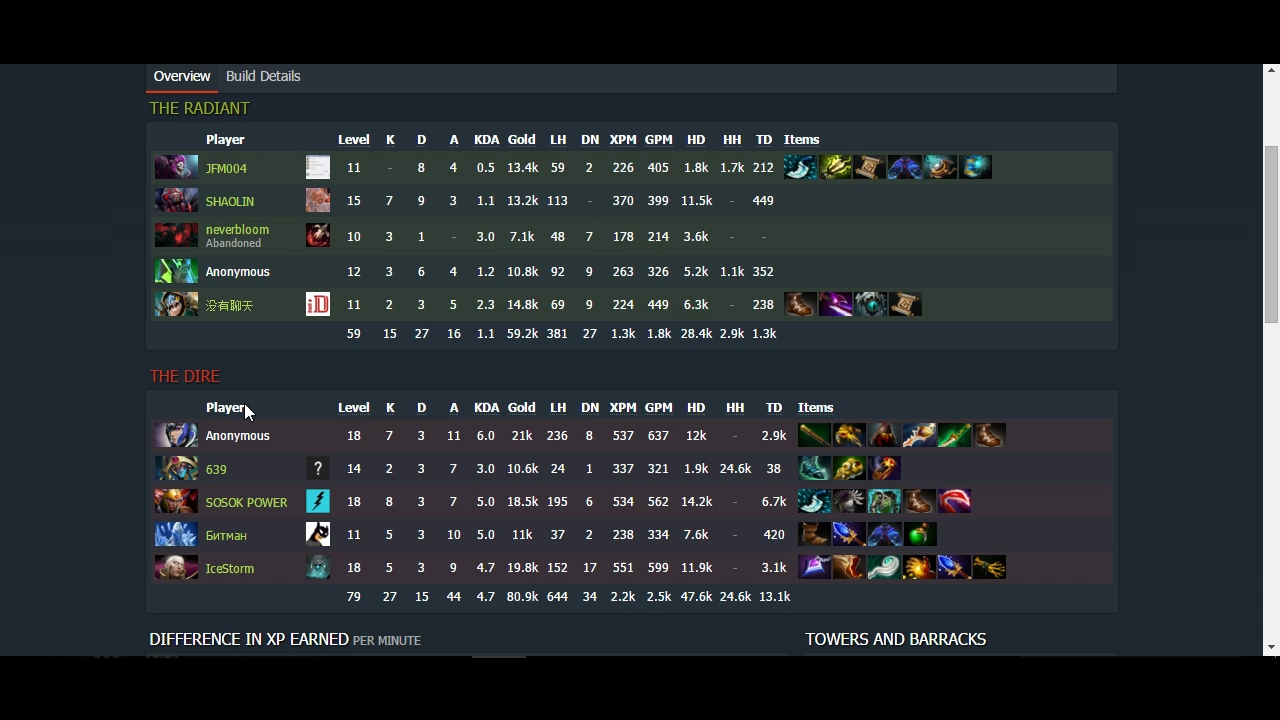 Overview Build Details
THE RADIANT
Player Level K D A KDA Gold LH DN XPM GPM HD HH TD Items
JFM004 11 - 8 4 0.5 13.4k 59 2 226 405 1.8k 1.7k 212
SHAOLIN 15 7 9 3 1.1 13.2k 113 - 370 399 11.5k - 449
neverbloom 10 3 1 - 3.0 7.1k 48 7 178 214 3.6k - -
Abandoned
Anonymous 12 3 6 4 1.2 10.8k 92 9 263 326 5.2k 1.1k 352
没有聊天 iD 11 2 3 5 2.3 14.8k 69 9 224 449 6.3k - 238
59 15 27 16 1.1 59.2k 381 27 1.3k 1.8k 28.4k 2.9k 1.3k
THE DIRE
Player Level K D A KDA Gold LH DN XPM GPM HD HH TD Items
Anonymous 18 7 3 11 6.0 21k 236 8 537 637 12k - 2.9k
639 ? 14 2 3 7 3.0 10.6k 24 1 337 321 1.9k 24.6k 38
SOSOK POWER 18 8 3 7 5.0 18.5k 195 6 534 562 14.2k - 6.7k
Битман 11 5 3 10 5.0 11k 37 2 238 334 7.6k - 420
IceStorm 18 5 3 9 4.7 19.8k 152 17 551 599 11.9k - 3.1k
79 27 15 44 4.7 80.9k 644 34 2.2k 2.5k 47.6k 24.6k 13.1k
DIFFERENCE IN XP EARNED PER MINUTE TOWERS AND BARRACKS